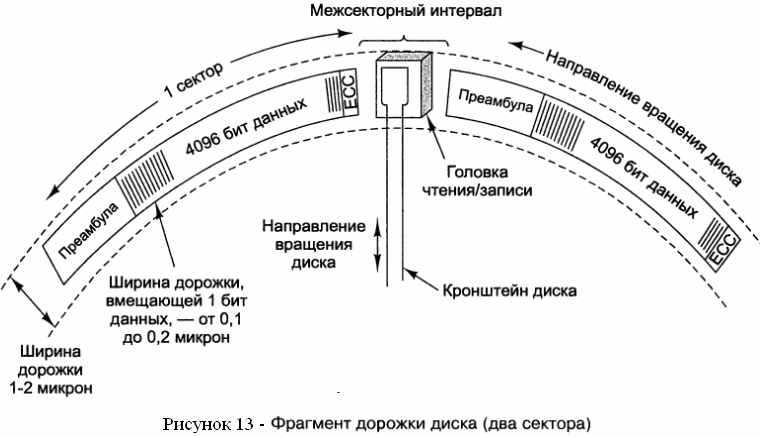 Межсекторный интервал
1 сектор
Направление вращения диска
Преамбула
4096 бит данных
ECC
Преамбула
4096 бит данных
ECC
Головка
чтения/записи
Направление
вращения
диска
Кронштейн диска
Ширина дорожки,
вмещающей 1 бит
данных, — от 0,1
до 0,2 микрон
Ширина
дорожки
1-2 микрон
Рисунок 13 - Фрагмент дорожки диска (два сектора)